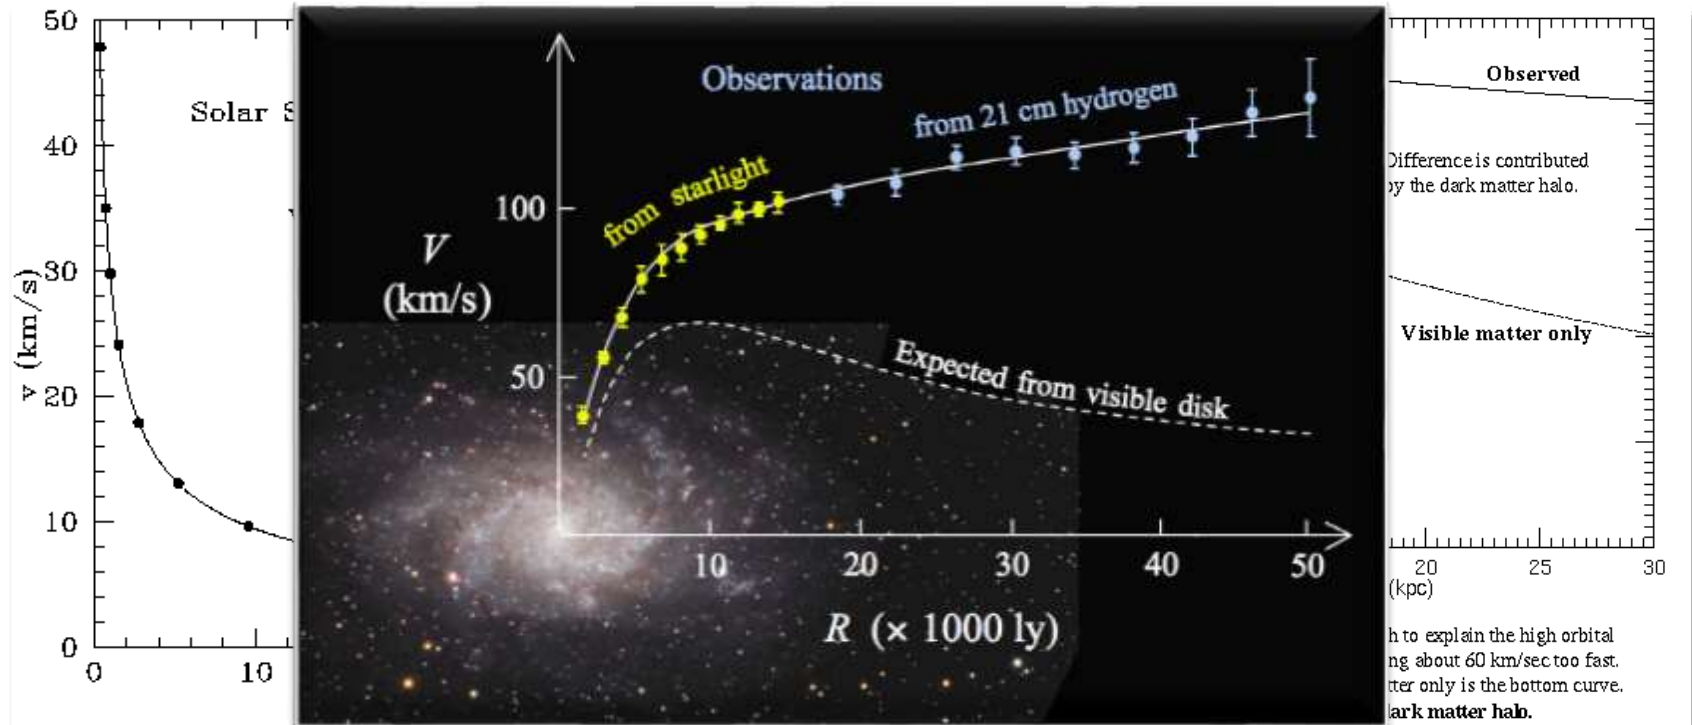 50
40
30
20
10
0
0
10
v (km/s)
Solar S
Observations
from 21 cm hydrogen
from starlight
100
50
V
(km/s)
Expected from visible disk
10
20
30
40
50
R (× 1000 ly)
Observed
Difference is contributed
by the dark matter halo.
Visible matter only
20
25
30
(kpc)
h to explain the high orbital
ng about 60 km/sec too fast.
tter only is the bottom curve.
dark matter halo.